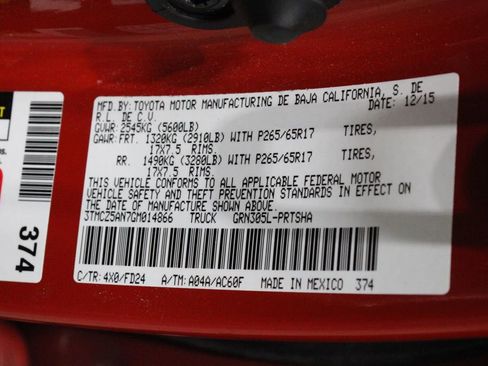 MFD.BY:TOYOTA MOTOR MANUFACTURING DE BAJA CALIFORNIA, S. DE
R.L. DE C.V. DATE: 12/15
GVWR:2545KG (5600LB)
GAWR:FRT. 1320KG (2910LB) WITH P265/65R17 TIRES,
17X7.5 RIMS.
RR. 1490KG (3280LB) WITH P265/65R17 TIRES,
17X7.5 RIMS.
THIS VEHICLE CONFORMS TO ALL APPLICABLE FEDERAL MOTOR
VEHICLE SAFETY AND THEFT PREVENTION STANDARDS IN EFFECT ON
THE DATE OF MANUFACTURE SHOWN ABOVE.
3TMCZ5AN7GM014866 TRUCK GRN305L-PRTSHA
C/TR:4X0/FD24 A/TM:A04A/AC60F MADE IN MEXICO 374
374